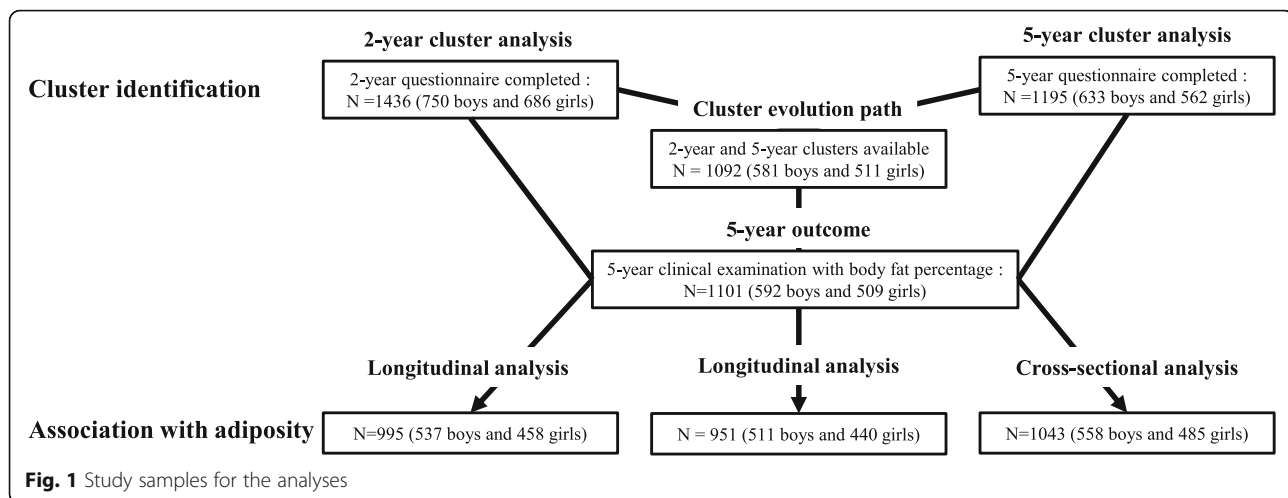 2-year cluster analysis
5-year cluster analysis
Cluster identification
2-year questionnaire completed :
N =1436 (750 boys and 686 girls)
5-year questionnaire completed :
N =1195 (633 boys and 562 girls)
Cluster evolution path
2-year and 5-year clusters available
N = 1092 (581 boys and 511 girls)
5-year outcome
5-year clinical examination with body fat percentage :
N=1101 (592 boys and 509 girls)
Longitudinal analysis
Longitudinal analysis
Cross-sectional analysis
Association with adiposity
N=995 (537 boys and 458 girls)
N = 951 (511 boys and 440 girls)
N=1043 (558 boys and 485 girls)
Fig. 1 Study samples for the analyses